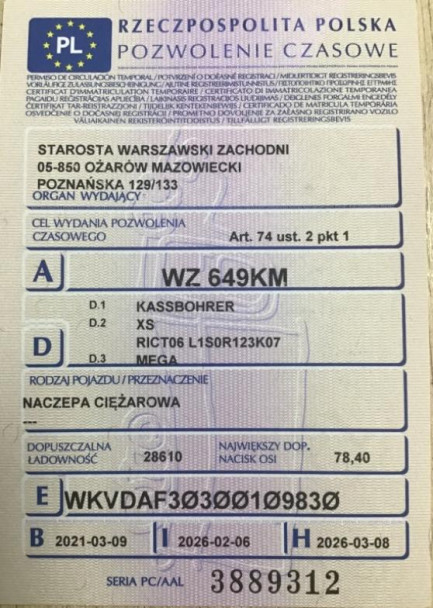 PL
RZECZPOSPOLITA POLSKA
POZWOLENIE CZASOWE
STAROSTA WARSZAWSKI ZACHODNI
05-850 OŻARÓW MAZOWIECKI
POZNAŃSKA 129/133
ORGAN WYDAJĄCY
CEL WYDANIA POZWOLENIA
CZASOWEGO
Art. 74 ust. 2 pkt 1
A WZ 649KM
D
D.1 KASSBOHRER
D.2 XS
RICT06 L1S0R123K07
D.3 MEGA
RODZAJ POJAZDU / PRZEZNACZENIE
NACZEPA CIĘŻAROWA
---
DOPUSZCZALNA
ŁADOWNOŚĆ 28610
NAJWIĘKSZY DOP.
NACISK OSI 78,40
E WKVDAF3Ø3ØØ1Ø983Ø
B 2021-03-09 I 2026-02-06 H 2026-03-08
SERIA PC/AAL 3889312